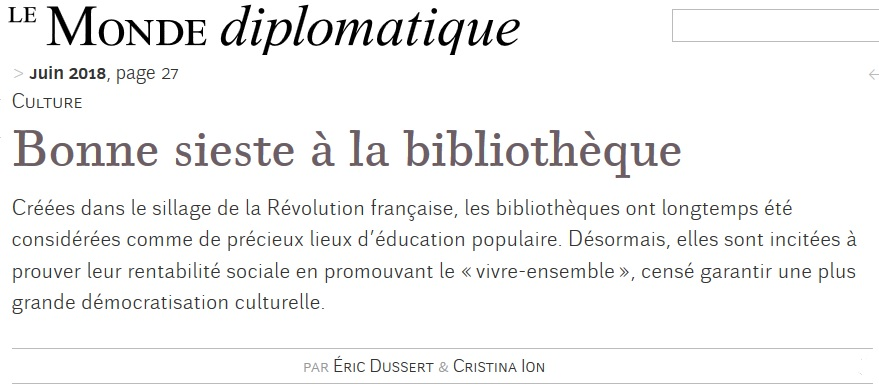 LE MONDE diplomatique
> Juin 2018, page 27
CULTURE
Bonne sieste à la bibliothèque
Créées dans le sillage de la Révolution française, les bibliothèques ont longtemps été
considérées comme de précieux lieux d’éducation populaire. Désormais, elles sont incitées à
prouver leur rentabilité sociale en promouvant le « vivre-ensemble », censé garantir une plus
grande démocratisation culturelle.
PAR ÉRIC DUSSERT & CRISTINA ION